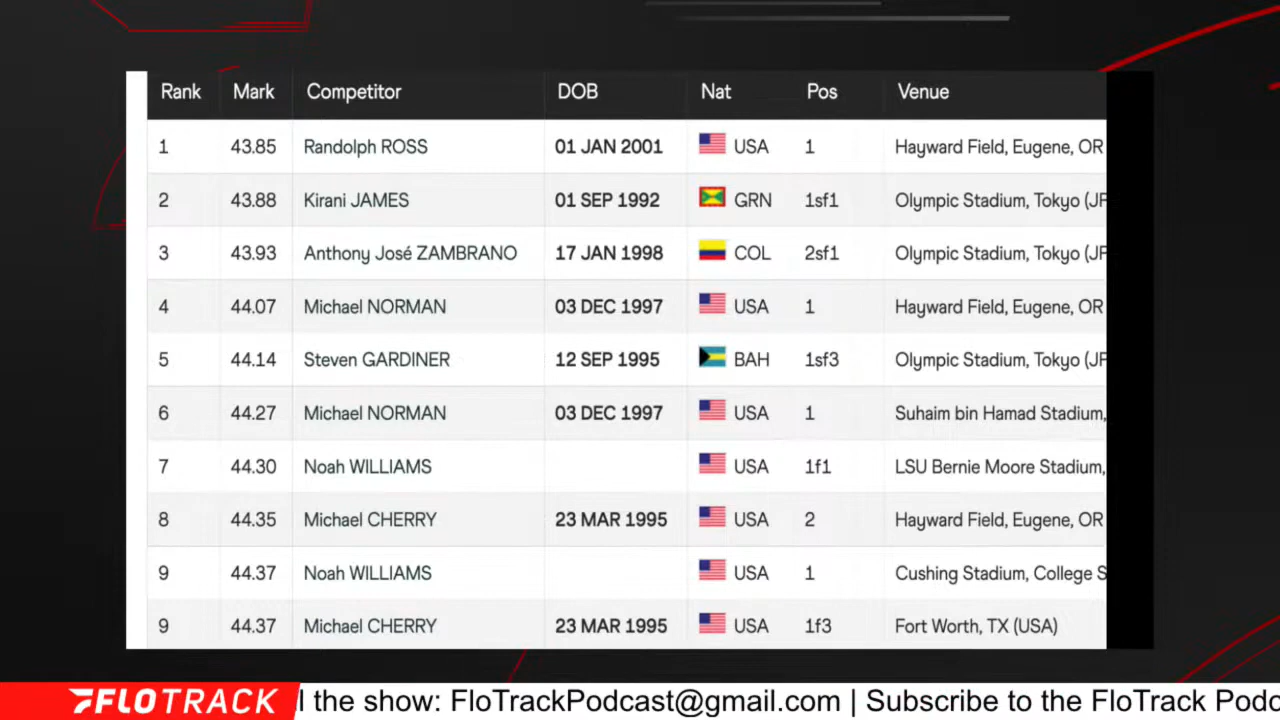 Rank Mark Competitor DOB Nat Pos Venue
1 43.85 Randolph ROSS 01 JAN 2001 USA 1 Hayward Field, Eugene, OR
2 43.88 Kirani JAMES 01 SEP 1992 GRN 1sf1 Olympic Stadium, Tokyo (JP
3 43.93 Anthony José ZAMBRANO 17 JAN 1998 COL 2sf1 Olympic Stadium, Tokyo (JP
4 44.07 Michael NORMAN 03 DEC 1997 USA 1 Hayward Field, Eugene, OR
5 44.14 Steven GARDINER 12 SEP 1995 BAH 1sf3 Olympic Stadium, Tokyo (JP
6 44.27 Michael NORMAN 03 DEC 1997 USA 1 Suhaim bin Hamad Stadium,
7 44.30 Noah WILLIAMS USA 1f1 LSU Bernie Moore Stadium,
8 44.35 Michael CHERRY 23 MAR 1995 USA 2 Hayward Field, Eugene, OR
9 44.37 Noah WILLIAMS USA 1 Cushing Stadium, College S
9 44.37 Michael CHERRY 23 MAR 1995 USA 1f3 Fort Worth, TX (USA)
FLOTRACK l the show: FloTrackPodcast@gmail.com | Subscribe to the FloTrack Podc